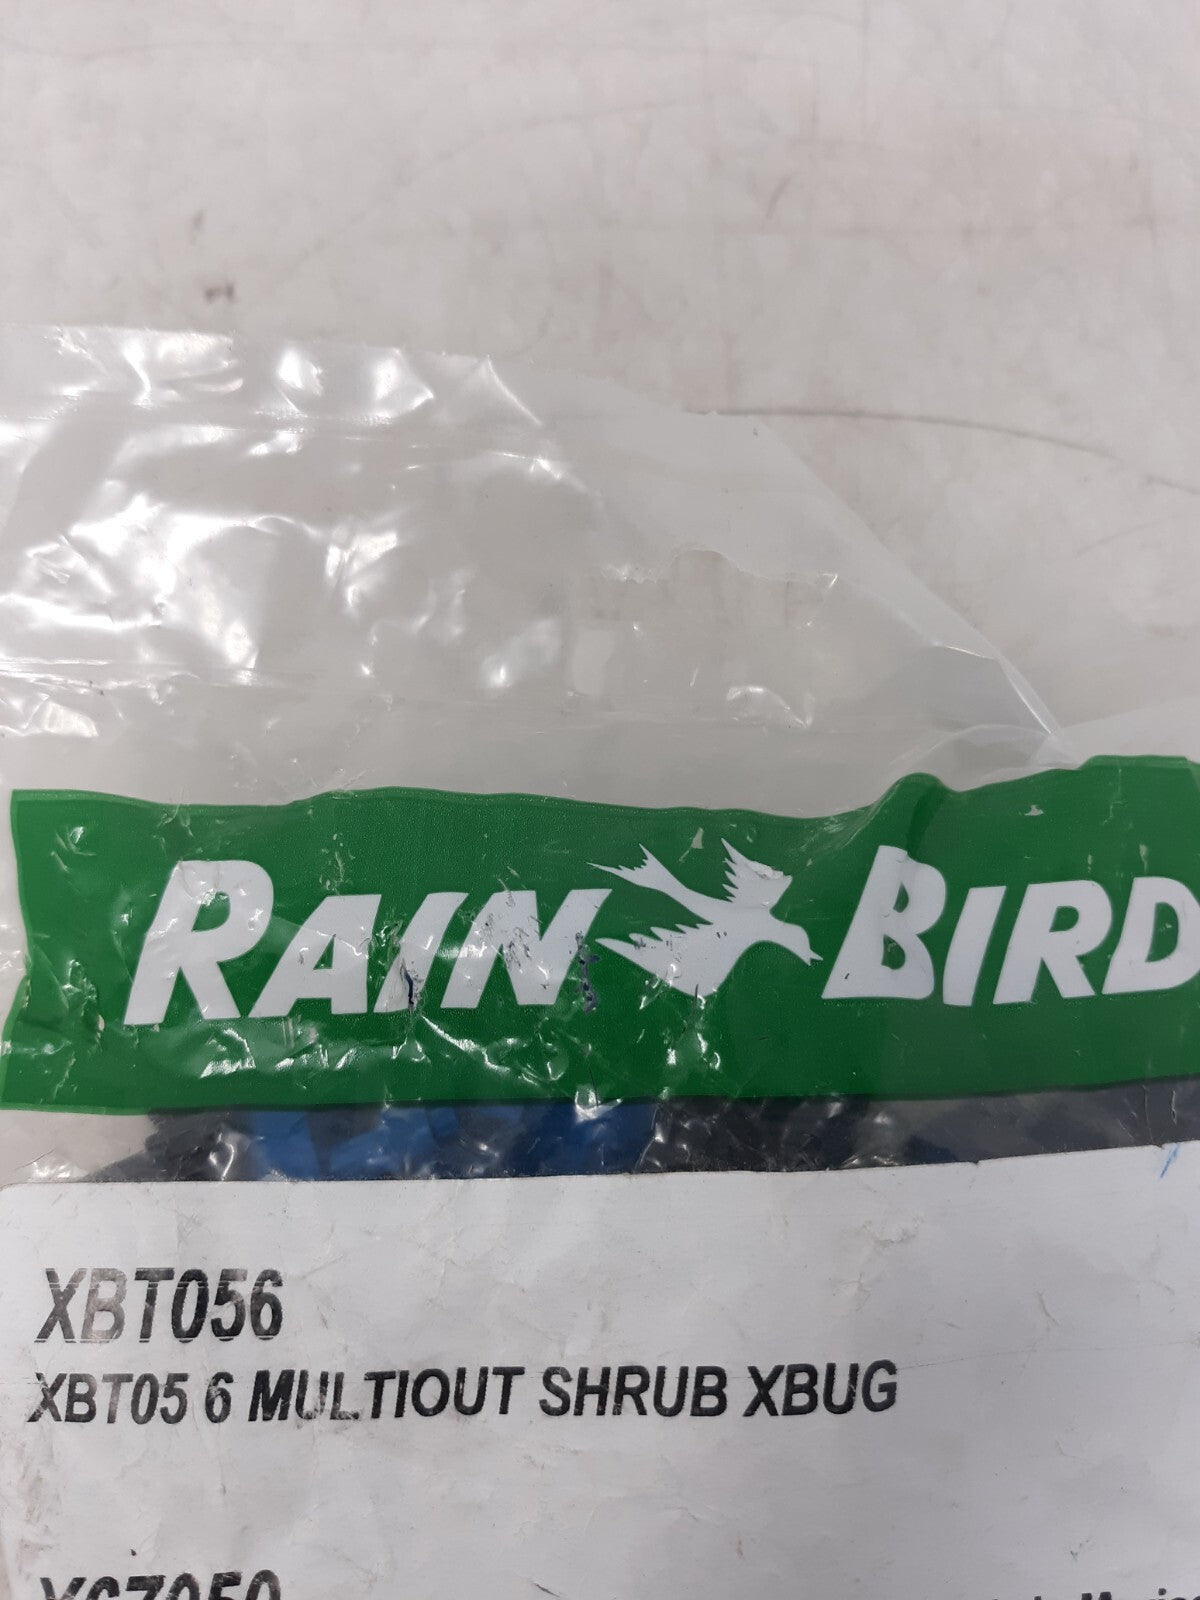 RAIN BIRD
XBT056
XBT05 6 MULTIOUT SHRUB XBUG